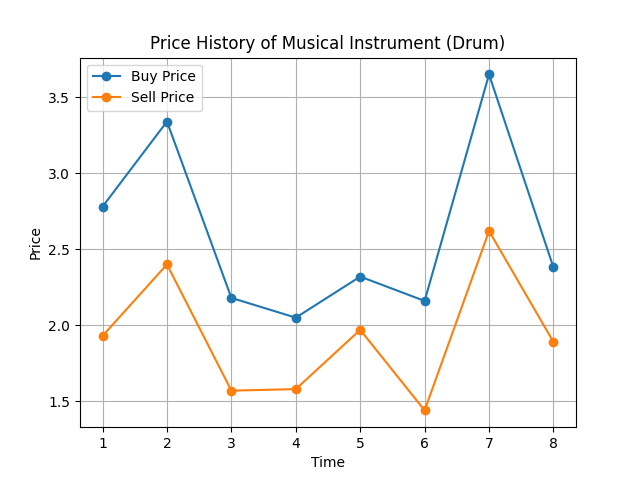 Price History of Musical Instrument (Drum)
Buy Price
Sell Price
Price
3.5
3.0
2.5
2.0
1.5
1 2 3 4 5 6 7 8
Time